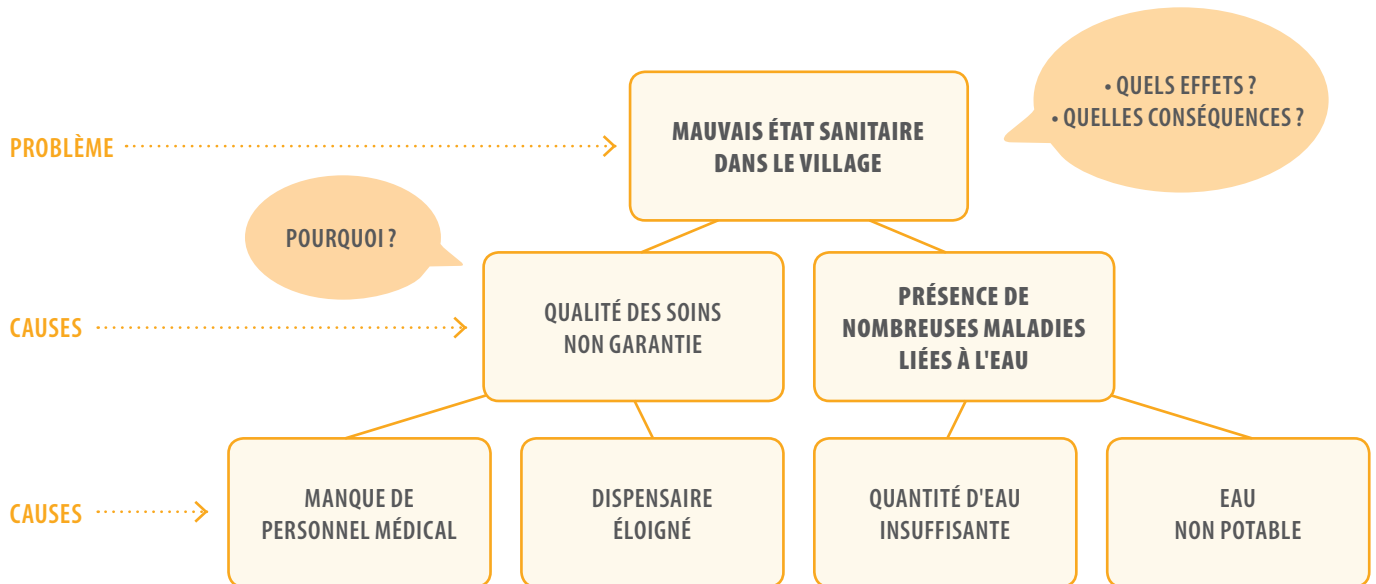 • QUELS EFFETS ?
• QUELLES CONSÉQUENCES ?
PROBLÈME
MAUVAIS ÉTAT SANITAIRE
DANS LE VILLAGE
POURQUOI ?
CAUSES
QUALITÉ DES SOINS
NON GARANTIE
PRÉSENCE DE
NOMBREUSES MALADIES
LIÉES À L'EAU
CAUSES
MANQUE DE
PERSONNEL MÉDICAL
DISPENSAIRE
ÉLOIGNÉ
QUANTITÉ D'EAU
INSUFFISANTE
EAU
NON POTABLE